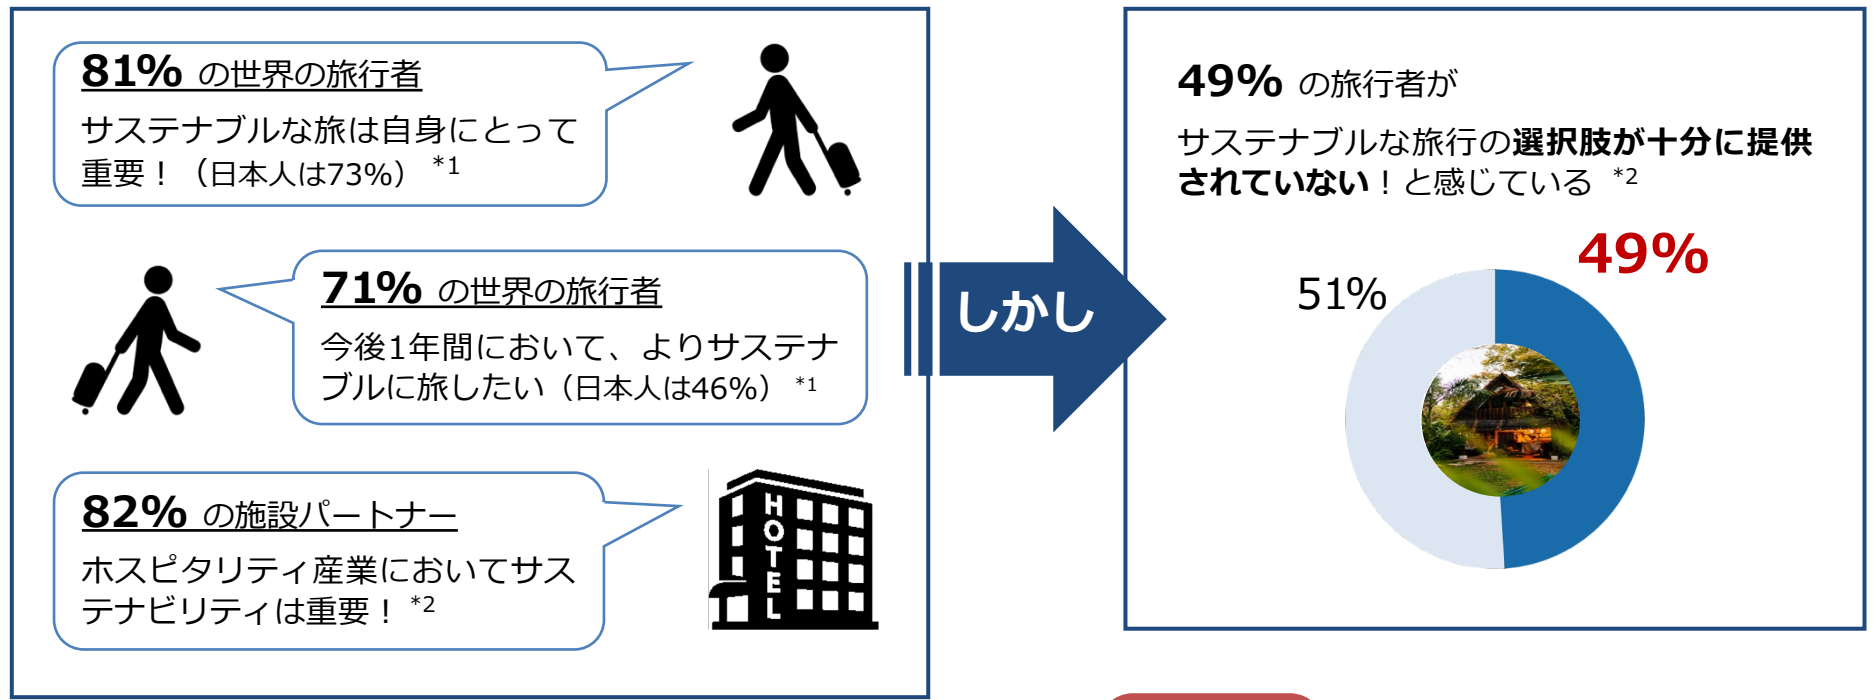 81% の世界の旅行者
サステナブルな旅は自身にとって
重要！（日本人は73%） *1
71% の世界の旅行者
今後1年間において、よりサステナ
ブルに旅したい（日本人は46%） *1
82% の施設パートナー
ホスピタリティ産業においてサス
テナビリティは重要！ *2
HOTEL
しかし
49% の旅行者が
サステナブルな旅行の選択肢が十分に提供
されていない！と感じている *2
49%
51%